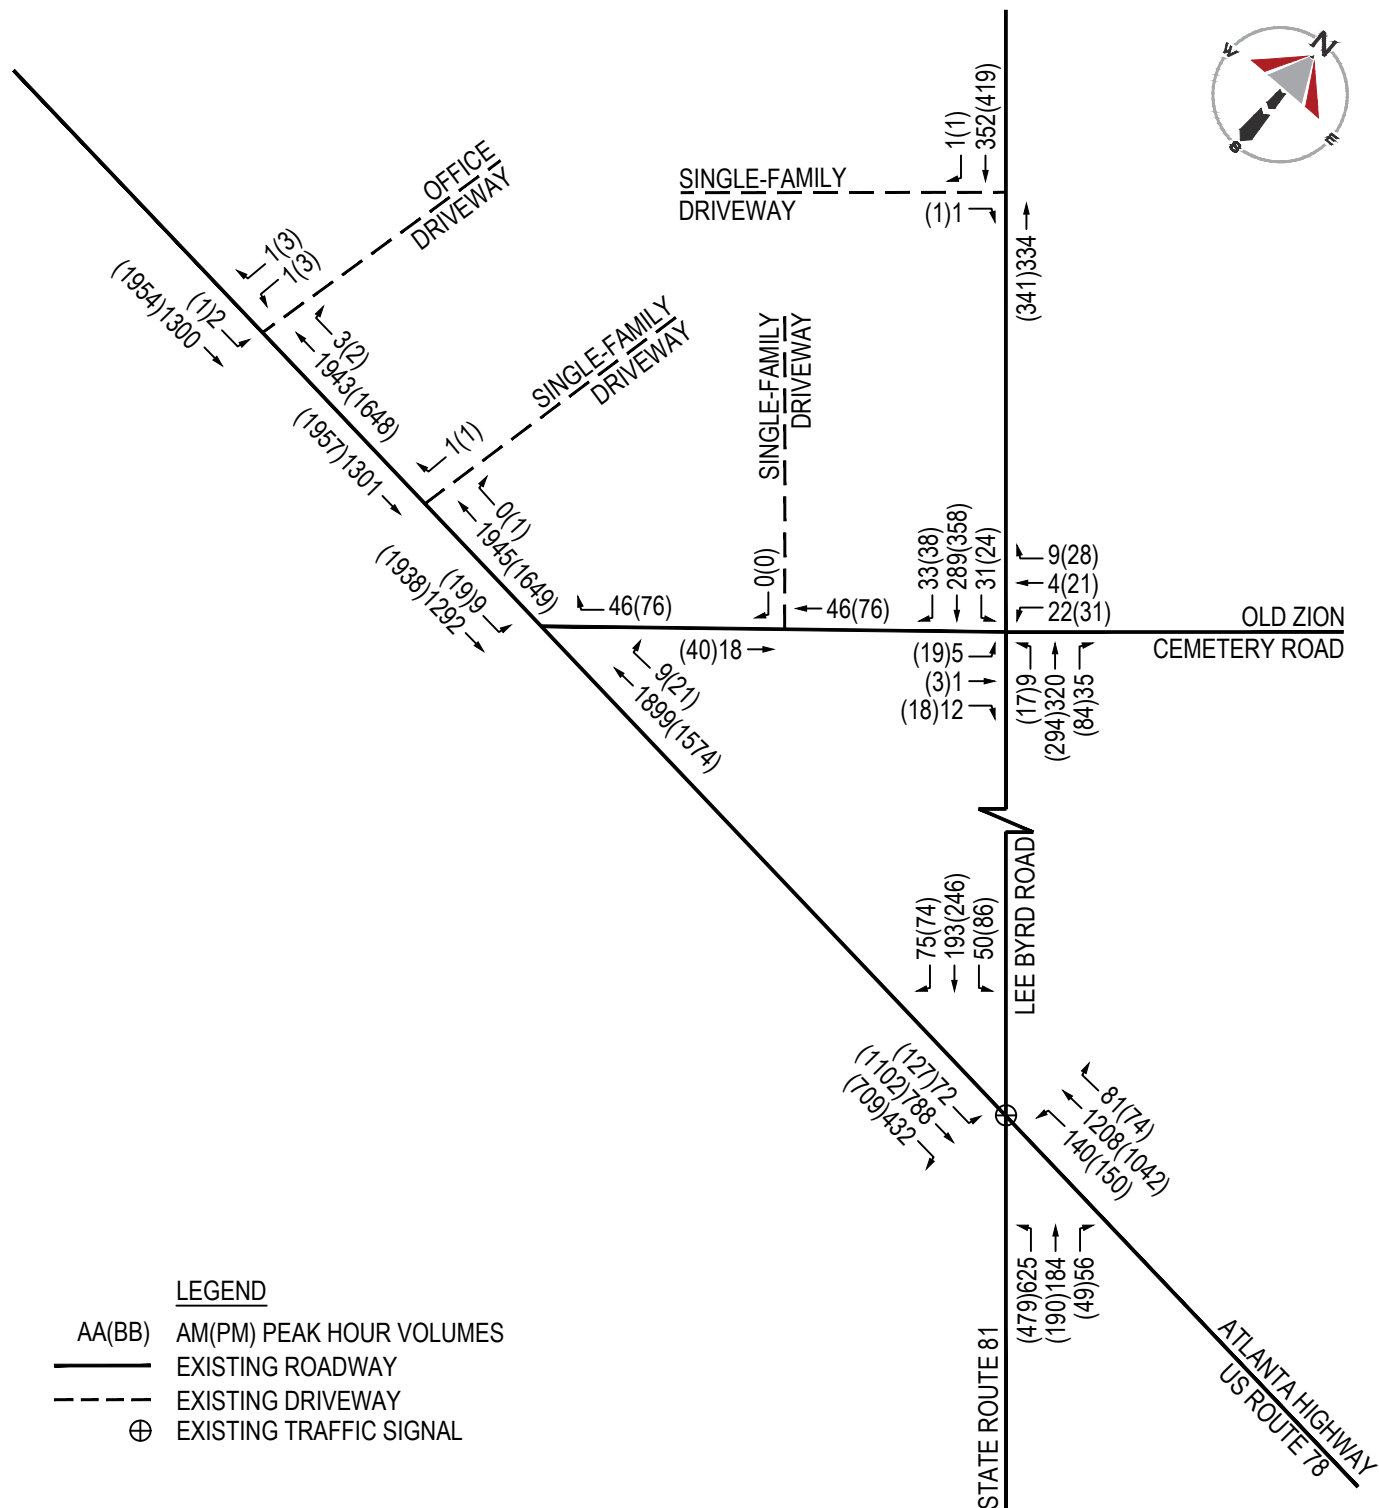 N
W
E
S
1(1)
352(419)
SINGLE-FAMILY
DRIVEWAY
(1)1
(341)334
OFFICE
DRIVEWAY
1(3)
1(3)
(1954)1300
(1)2
3(2)
1943(1648)
SINGLE-FAMILY
DRIVEWAY
(1957)1301
1(1)
0(1)
1945(1649)
SINGLE-FAMILY
DRIVEWAY
(1938)1292
(19)9
46(76)
0(0)
46(76)
33(38)
289(358)
31(24)
9(28)
4(21)
22(31)
OLD ZION
CEMETERY ROAD
9(21)
1899(1574)
(40)18
(19)5
(3)1
(18)12
(17)9
(294)320
(84)35
LEE BYRD ROAD
75(74)
193(246)
50(86)
(127)72
(1102)788
(709)432
81(74)
1208(1042)
140(150)
(479)625
(190)184
(49)56
STATE ROUTE 81
ATLANTA HIGHWAY
US ROUTE 78
LEGEND
AA(BB) AM(PM) PEAK HOUR VOLUMES
EXISTING ROADWAY
EXISTING DRIVEWAY
EXISTING TRAFFIC SIGNAL